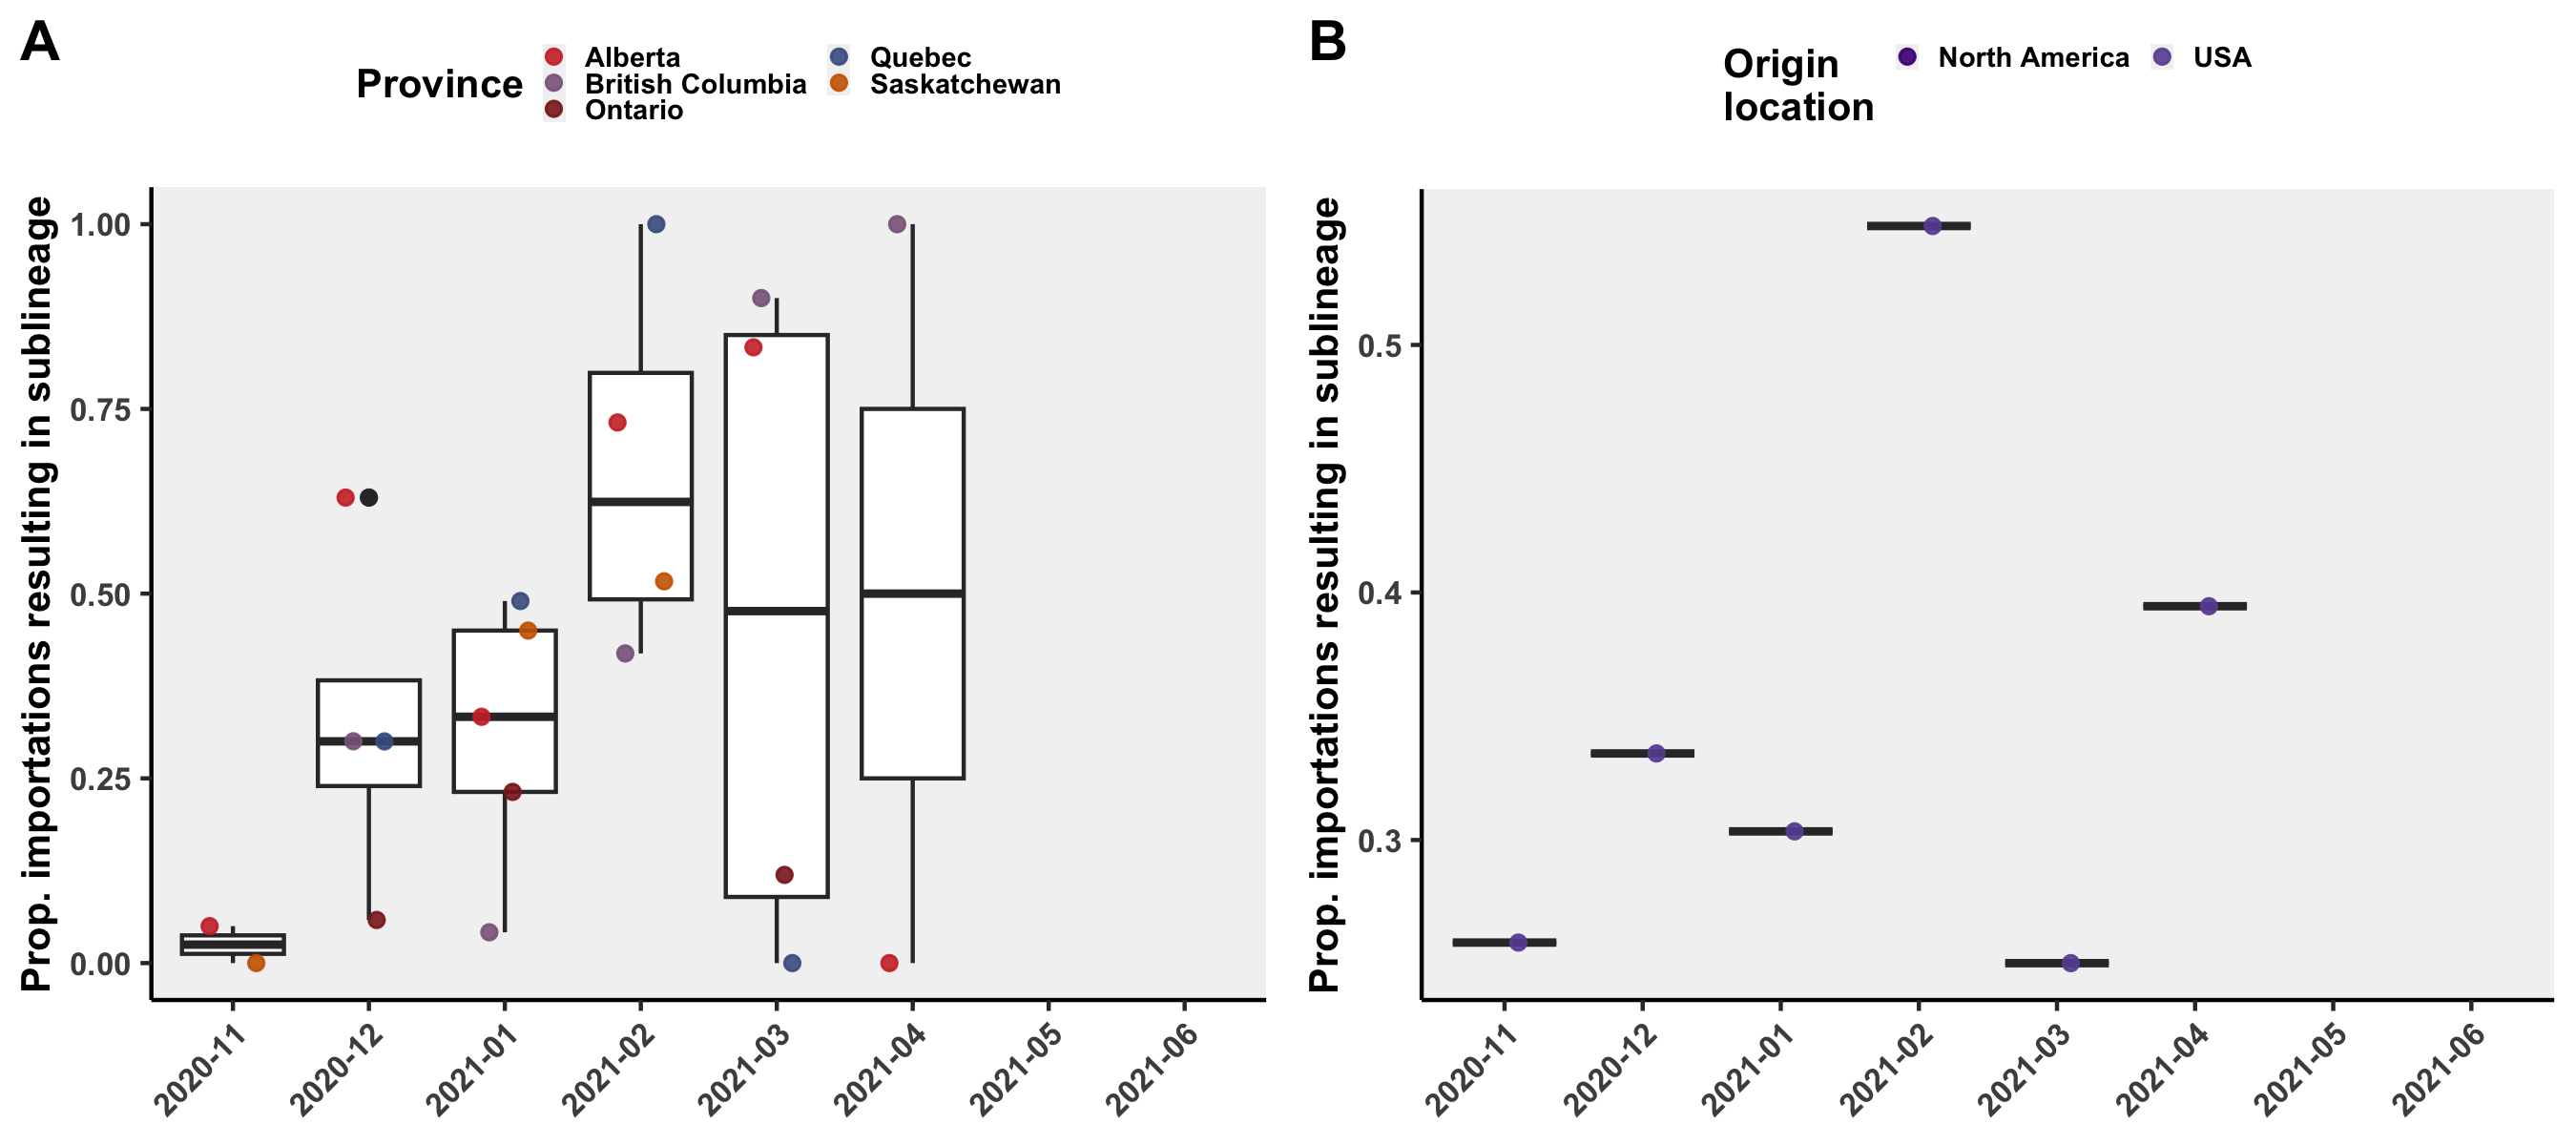 A
Province
Alberta
British Columbia
Ontario
Quebec
Saskatchewan
Prop. importations resulting in sublineage
1.00
0.75
0.50
0.25
0.00
2020-11
2020-12
2021-01
2021-02
2021-03
2021-04
2021-05
2021-06
B
Origin
location
North America
USA
Prop. importations resulting in sublineage
0.5
0.4
0.3
2020-11
2020-12
2021-01
2021-02
2021-03
2021-04
2021-05
2021-06